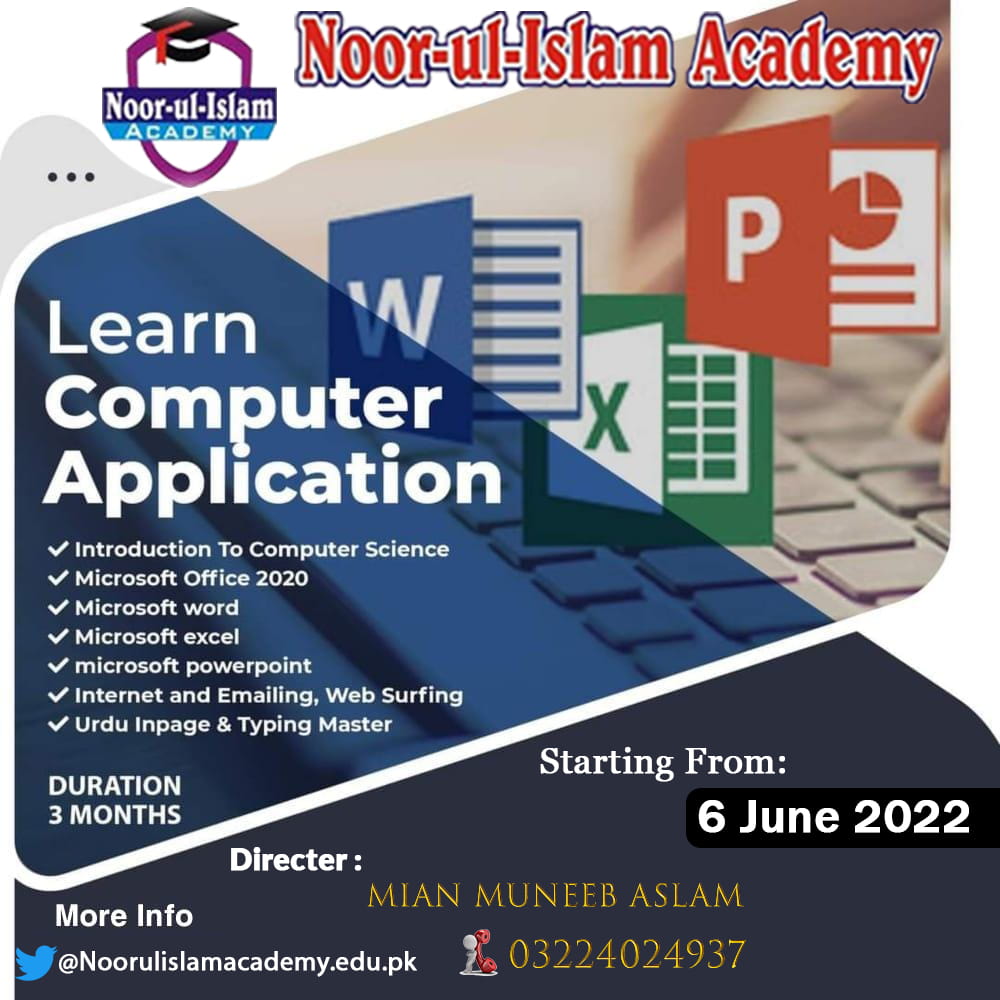 Noor-ul-Islam Academy
Noor-ul-Islam
ACADEMY
W
P
X
Learn
Computer
Application
Introduction To Computer Science
Microsoft Office 2020
Microsoft word
Microsoft excel
microsoft powerpoint
Internet and Emailing, Web Surfing
Urdu Inpage & Typing Master
DURATION
3 MONTHS
Starting From:
6 June 2022
Directer :
MIAN MUNEEB ASLAM
More Info
@Noorulislamacademy.edu.pk
03224024937